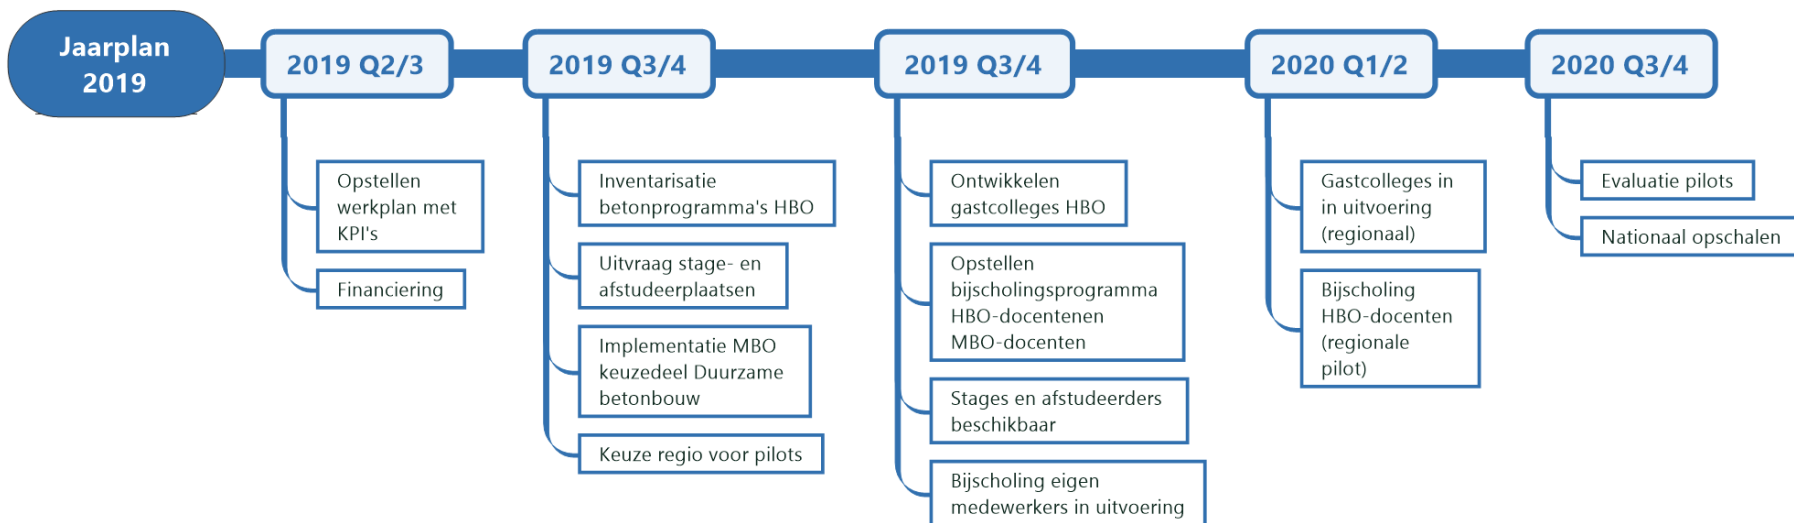 Jaarplan
2019
2019 Q2/3
Opstellen
werkplan met
KPI's
Financiering
2019 Q3/4
Inventarisatie
betonprogramma's HBO
Uitvraag stage- en
afstudeerplaatsen
Implementatie MBO
keuzedeel Duurzame
betonbouw
Keuze regio voor pilots
2019 Q3/4
Ontwikkelen
gastcolleges HBO
Opstellen
bijscholingsprogramma
HBO-docentenen
MBO-docenten
Stages en afstudeerders
beschikbaar
Bijscholing eigen
medewerkers in uitvoering
2020 Q1/2
Gastcolleges in
in uitvoering
(regionaal)
Bijscholing
HBO-docenten
(regionale
pilot)
2020 Q3/4
Evaluatie pilots
Nationaal opschalen